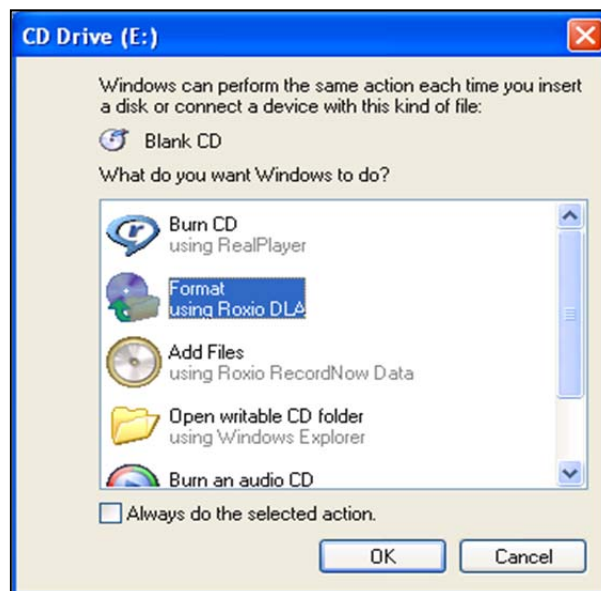 CD Drive (E:)
Windows can perform the same action each time you insert
a disk or connect a device with this kind of file:
Blank CD
What do you want Windows to do?
Burn CD
using RealPlayer
Format
using Roxio DLA
Add Files
using Roxio RecordNow Data
Open writable CD folder
using Windows Explorer
Burn an audio CD
Always do the selected action.
OK
Cancel